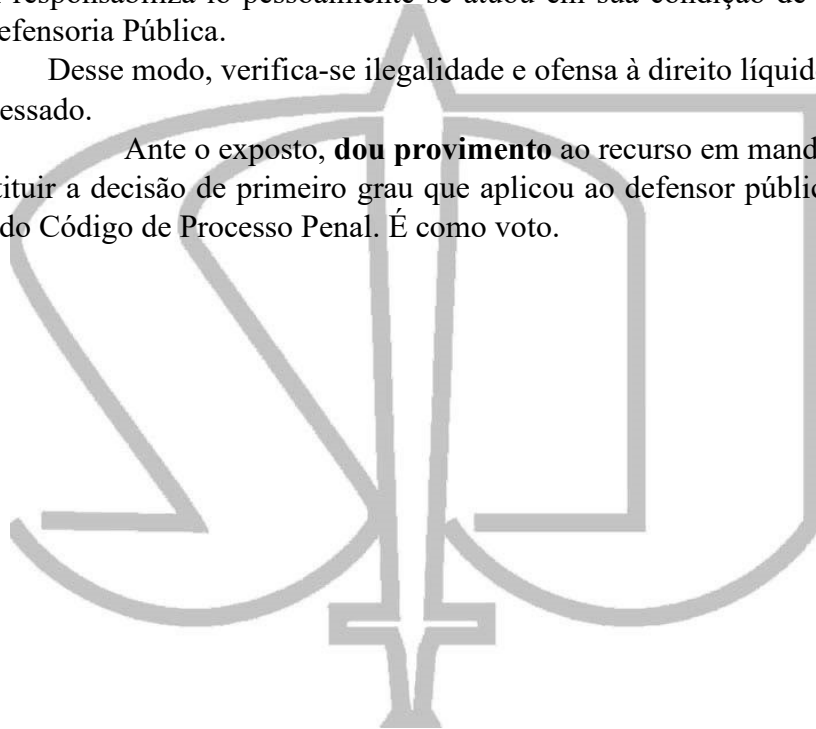 responsabilizá-lo pessoalmente se atuou em sua condição de
efensoria Pública.
Desse modo, verifica-se ilegalidade e ofensa à direito líquid
essado.
Ante o exposto, dou provimento ao recurso em mand
tituir a decisão de primeiro grau que aplicou ao defensor públic
do Código de Processo Penal. É como voto.